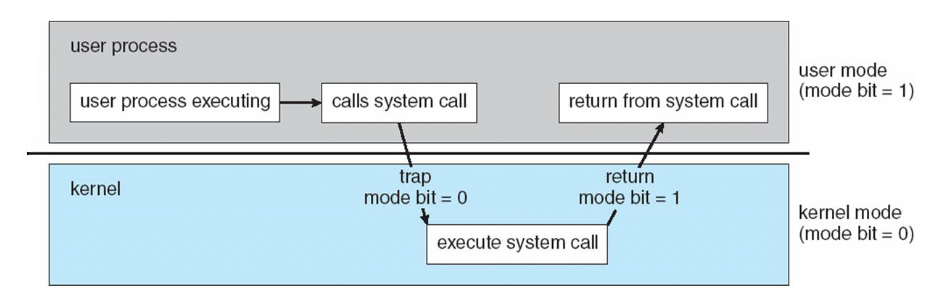 user process
user process executing
calls system call
return from system call
user mode
(mode bit = 1)
trap
mode bit = 0
return
mode bit = 1
kernel
execute system call
kernel mode
(mode bit = 0)